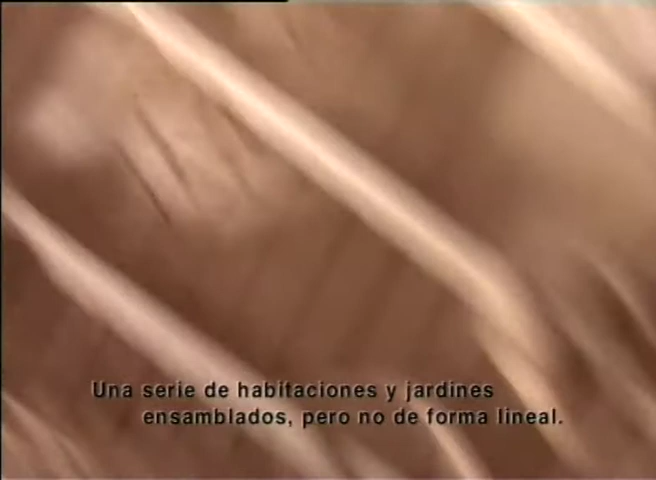 Una serie de habitaciones y jardines
ensamblados, pero no de forma lineal.